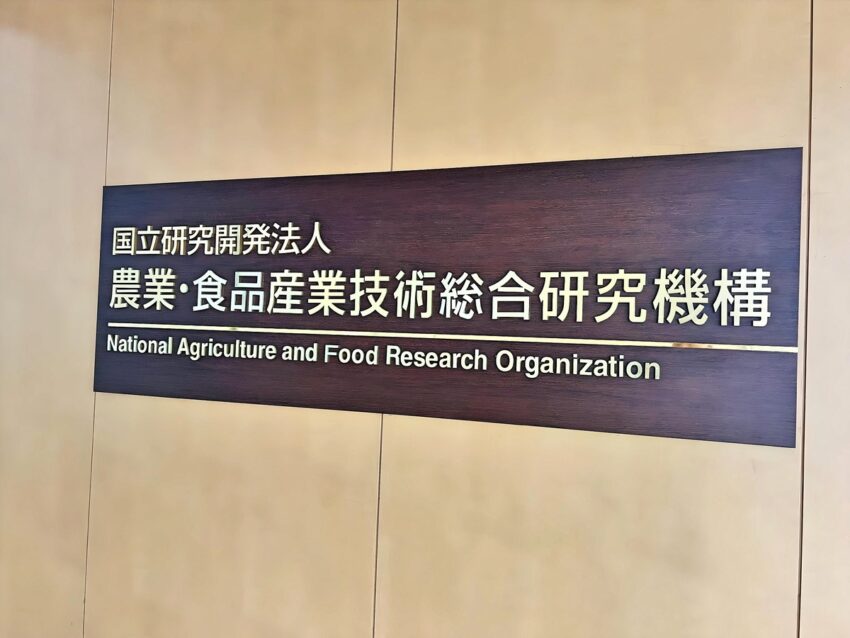 国立研究開発法人
農業・食品産業技術総合研究機構
National Agriculture and Food Research Organization